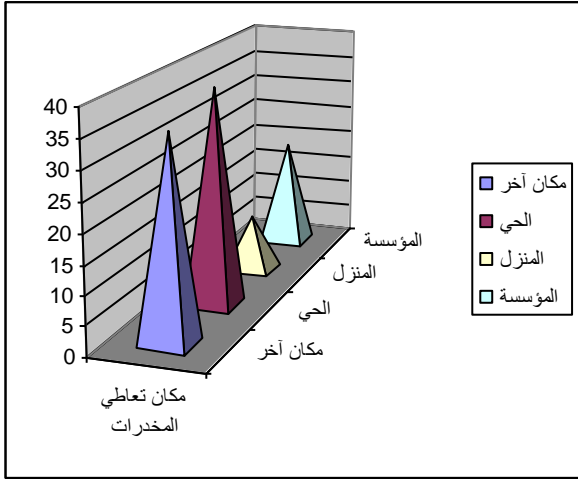 40
35
30
25
20
15
10
5
0
المؤسسة
المنزل
الحي
مكان آخر
مكان تعاطي
المخدرات
مكان آخر
الحي
المنزل
المؤسسة